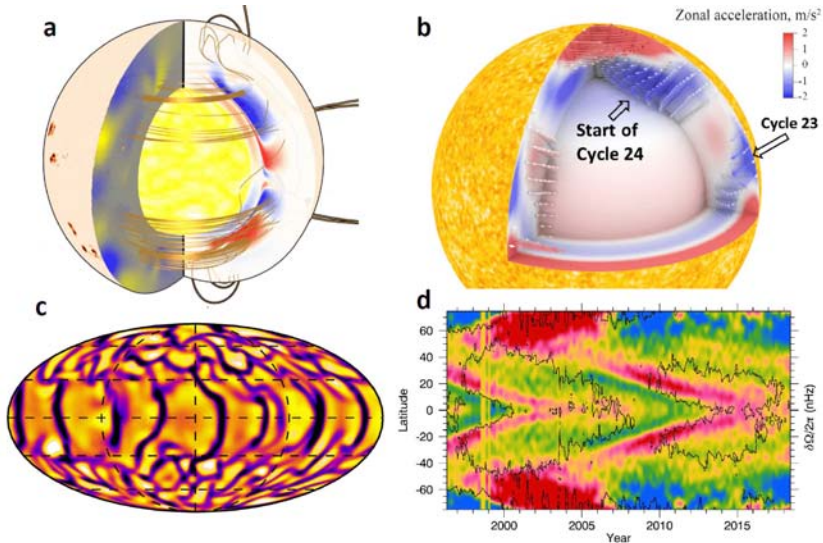 a
b
Zonal acceleration, m/s²
2
1
0
-1
-2
Start of
Cycle 24
Cycle 23
c
d
60
40
20
0
-20
-40
-60
Latitude
2000
2005
2010
2015
Year
δΩ/2π (nHz)